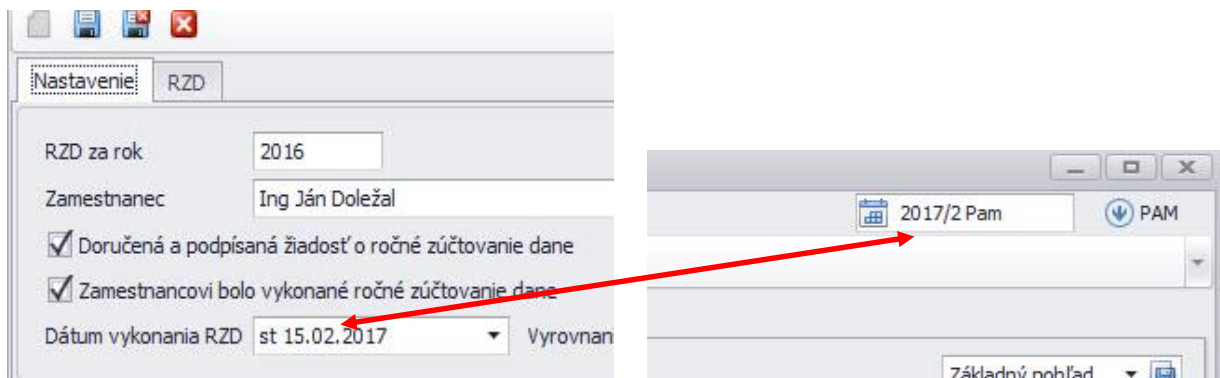 Nastavenie RZD
RZD za rok 2016
Zamestnanec Ing Ján Doležal
Doručená a podpísaná žiadosť o ročné zúčtovanie dane
Zamestnancovi bolo vykonané ročné zúčtovanie dane
Dátum vykonania RZD st 15.02.2017 Vyrovnan
2017/2 Pam PAM
Základný pohľad